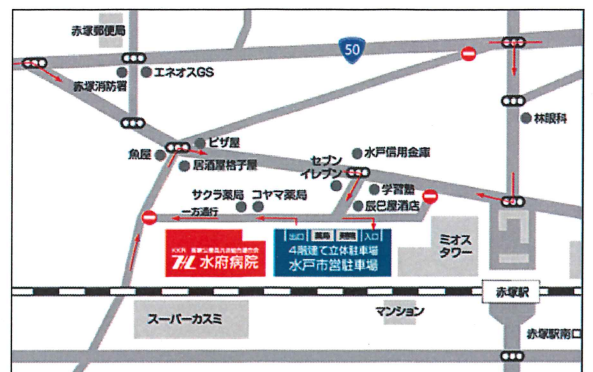 赤塚郵便局
50
エネオスGS
赤塚消防署
林眼科
ピザ屋
魚屋
居酒屋格子屋
水戸信用金庫
セブン
イレブン
学習塾
辰巳屋酒店
サクラ薬局
コヤマ薬局
一方通行
水府病院
出口
薬局
入口
4階建て立体駐車場
水戸市営駐車場
ミオス
タワー
赤塚駅
スーパーカスミ
マンション
赤塚駅南口